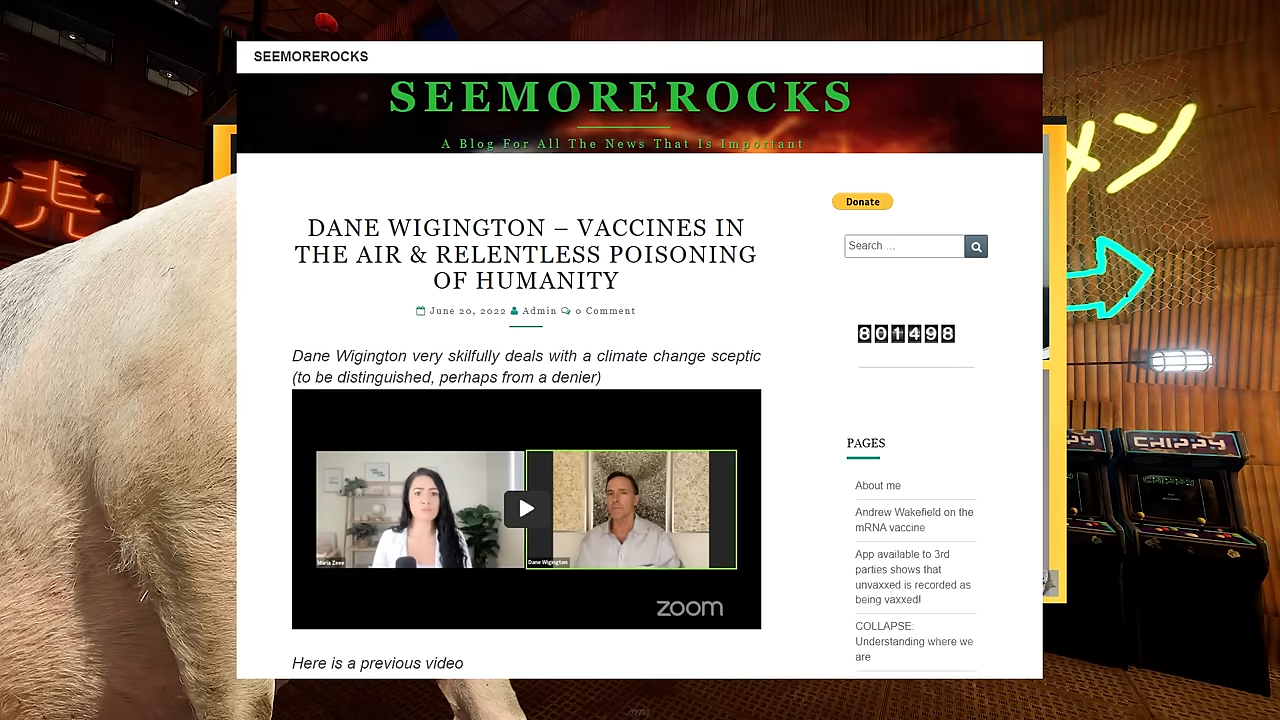 SEEMOREROCKS
SEEMOREROCKS
A Blog For All The News That Is Important
DANE WIGINGTON – VACCINES IN
THE AIR & RELENTLESS POISONING
OF HUMANITY
June 20, 2022 Admin 0 Comment
Dane Wigington very skilfully deals with a climate change sceptic
(to be distinguished, perhaps from a denier)
Maria Zeee
Dane Wigington
zoom
Here is a previous video
Donate
Search ...
801498
PAGES
About me
Andrew Wakefield on the
mRNA vaccine
App available to 3rd
parties shows that
unvaxxed is recorded as
being vaxxed!
COLLAPSE:
Understanding where we
are
虎
メン
CHIPPY